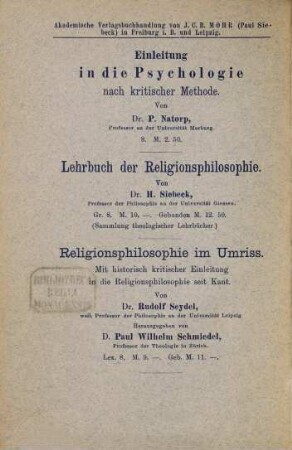 Akademische Verlagsbuchhandlung von J. C. B. MOHR (Paul Sie-
beck) in Freiburg i. B. und Leipzig.
Einleitung
in die Psychologie
nach kritischer Methode.
Von
Dr. P. Natorp,
Professor an der Universität Marburg.
8. M. 2. 50.
Lehrbuch der Religionsphilosophie.
Von
Dr. H. Siebeck,
Professor der Philosophie an der Universität Giessen.
Gr. 8. M. 10. —. Gebunden M. 12. 50.
(Sammlung theologischer Lehrbücher)
Religionsphilosophie im Umriss.
Mit historisch kritischer Einleitung
in die Religionsphilosophie seit Kant.
Von
Dr. Rudolf Seydel,
weil. Professor der Philosophie an der Universität Leipzig
Herausgegeben von
D. Paul Wilhelm Schmiedel,
Professor der Theologie in Zürich.
Lex. 8. M. 9. —. Geb. M. 11. —.